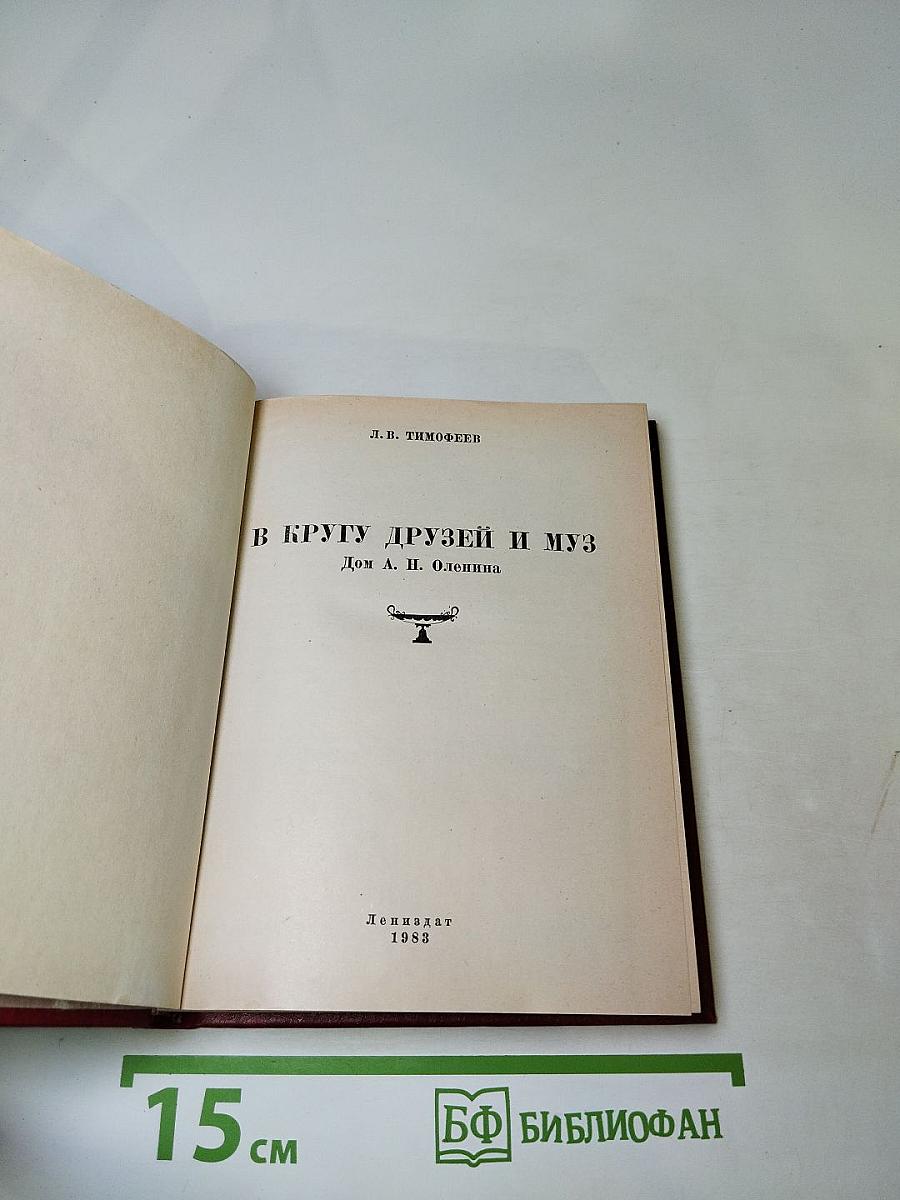 Л. В. ТИМОФЕЕВ
В КРУГУ ДРУЗЕЙ И МУЗ
Дом А. Н. Оленина
Лениздат
1983
15 см
БФ БИБЛИОФАН